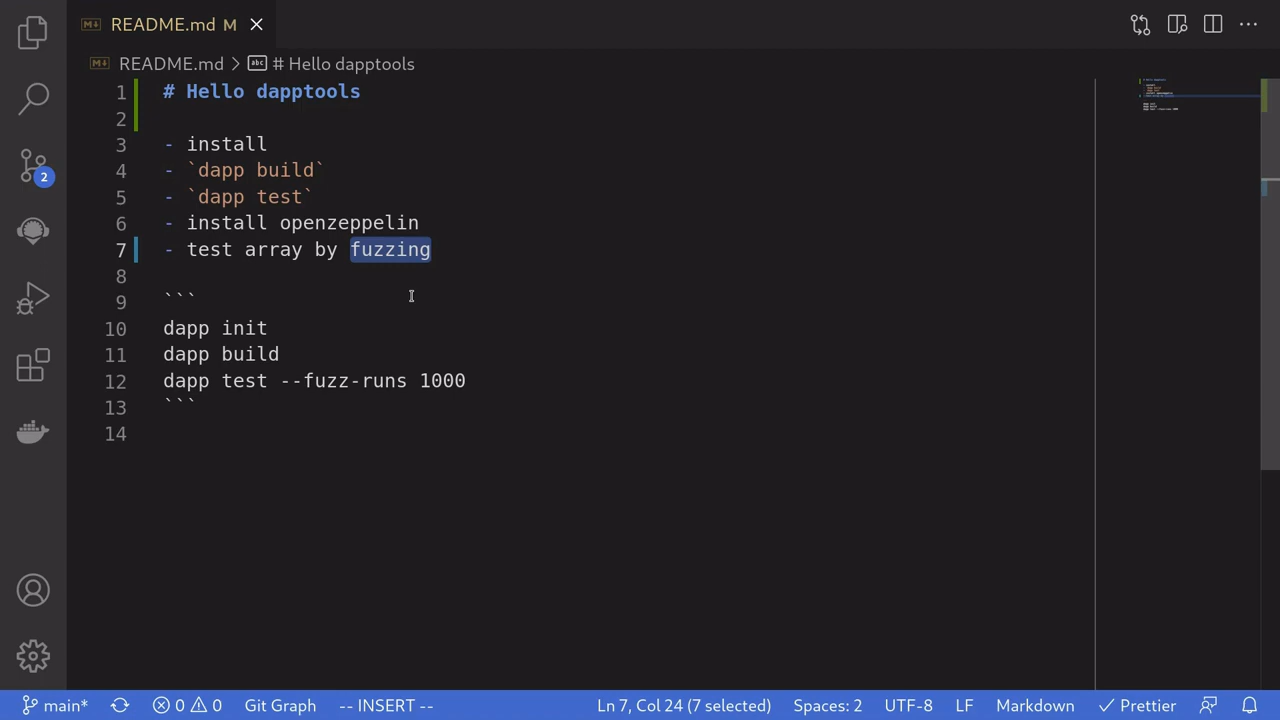 README.md M
README.md > # Hello dapptools
1 # Hello dapptools
2
3 - install
4 - `dapp build`
5 - `dapp test`
6 - install openzeppelin
7 - test array by fuzzing
8
9 ```
10 dapp init
11 dapp build
12 dapp test --fuzz-runs 1000
13 ```
14
2
main* 0 0 Git Graph -- INSERT -- Ln 7, Col 24 (7 selected) Spaces: 2 UTF-8 LF Markdown Prettier